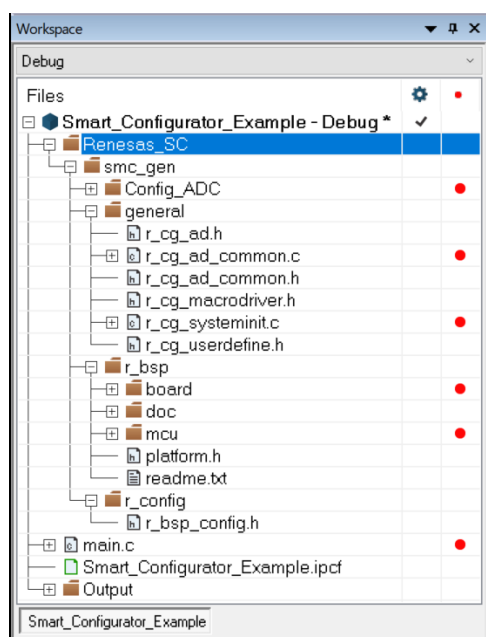 Workspace
Debug
Files
Smart_Configurator_Example - Debug *
Renesas_SC
smc_gen
Config_ADC
general
r_cg_ad.h
r_cg_ad_common.c
r_cg_ad_common.h
r_cg_macrodriver.h
r_cg_systeminit.c
r_cg_userdefine.h
r_bsp
board
doc
mcu
platform.h
readme.txt
r_config
r_bsp_config.h
main.c
Smart_Configurator_Example.ipcf
Output
Smart_Configurator_Example